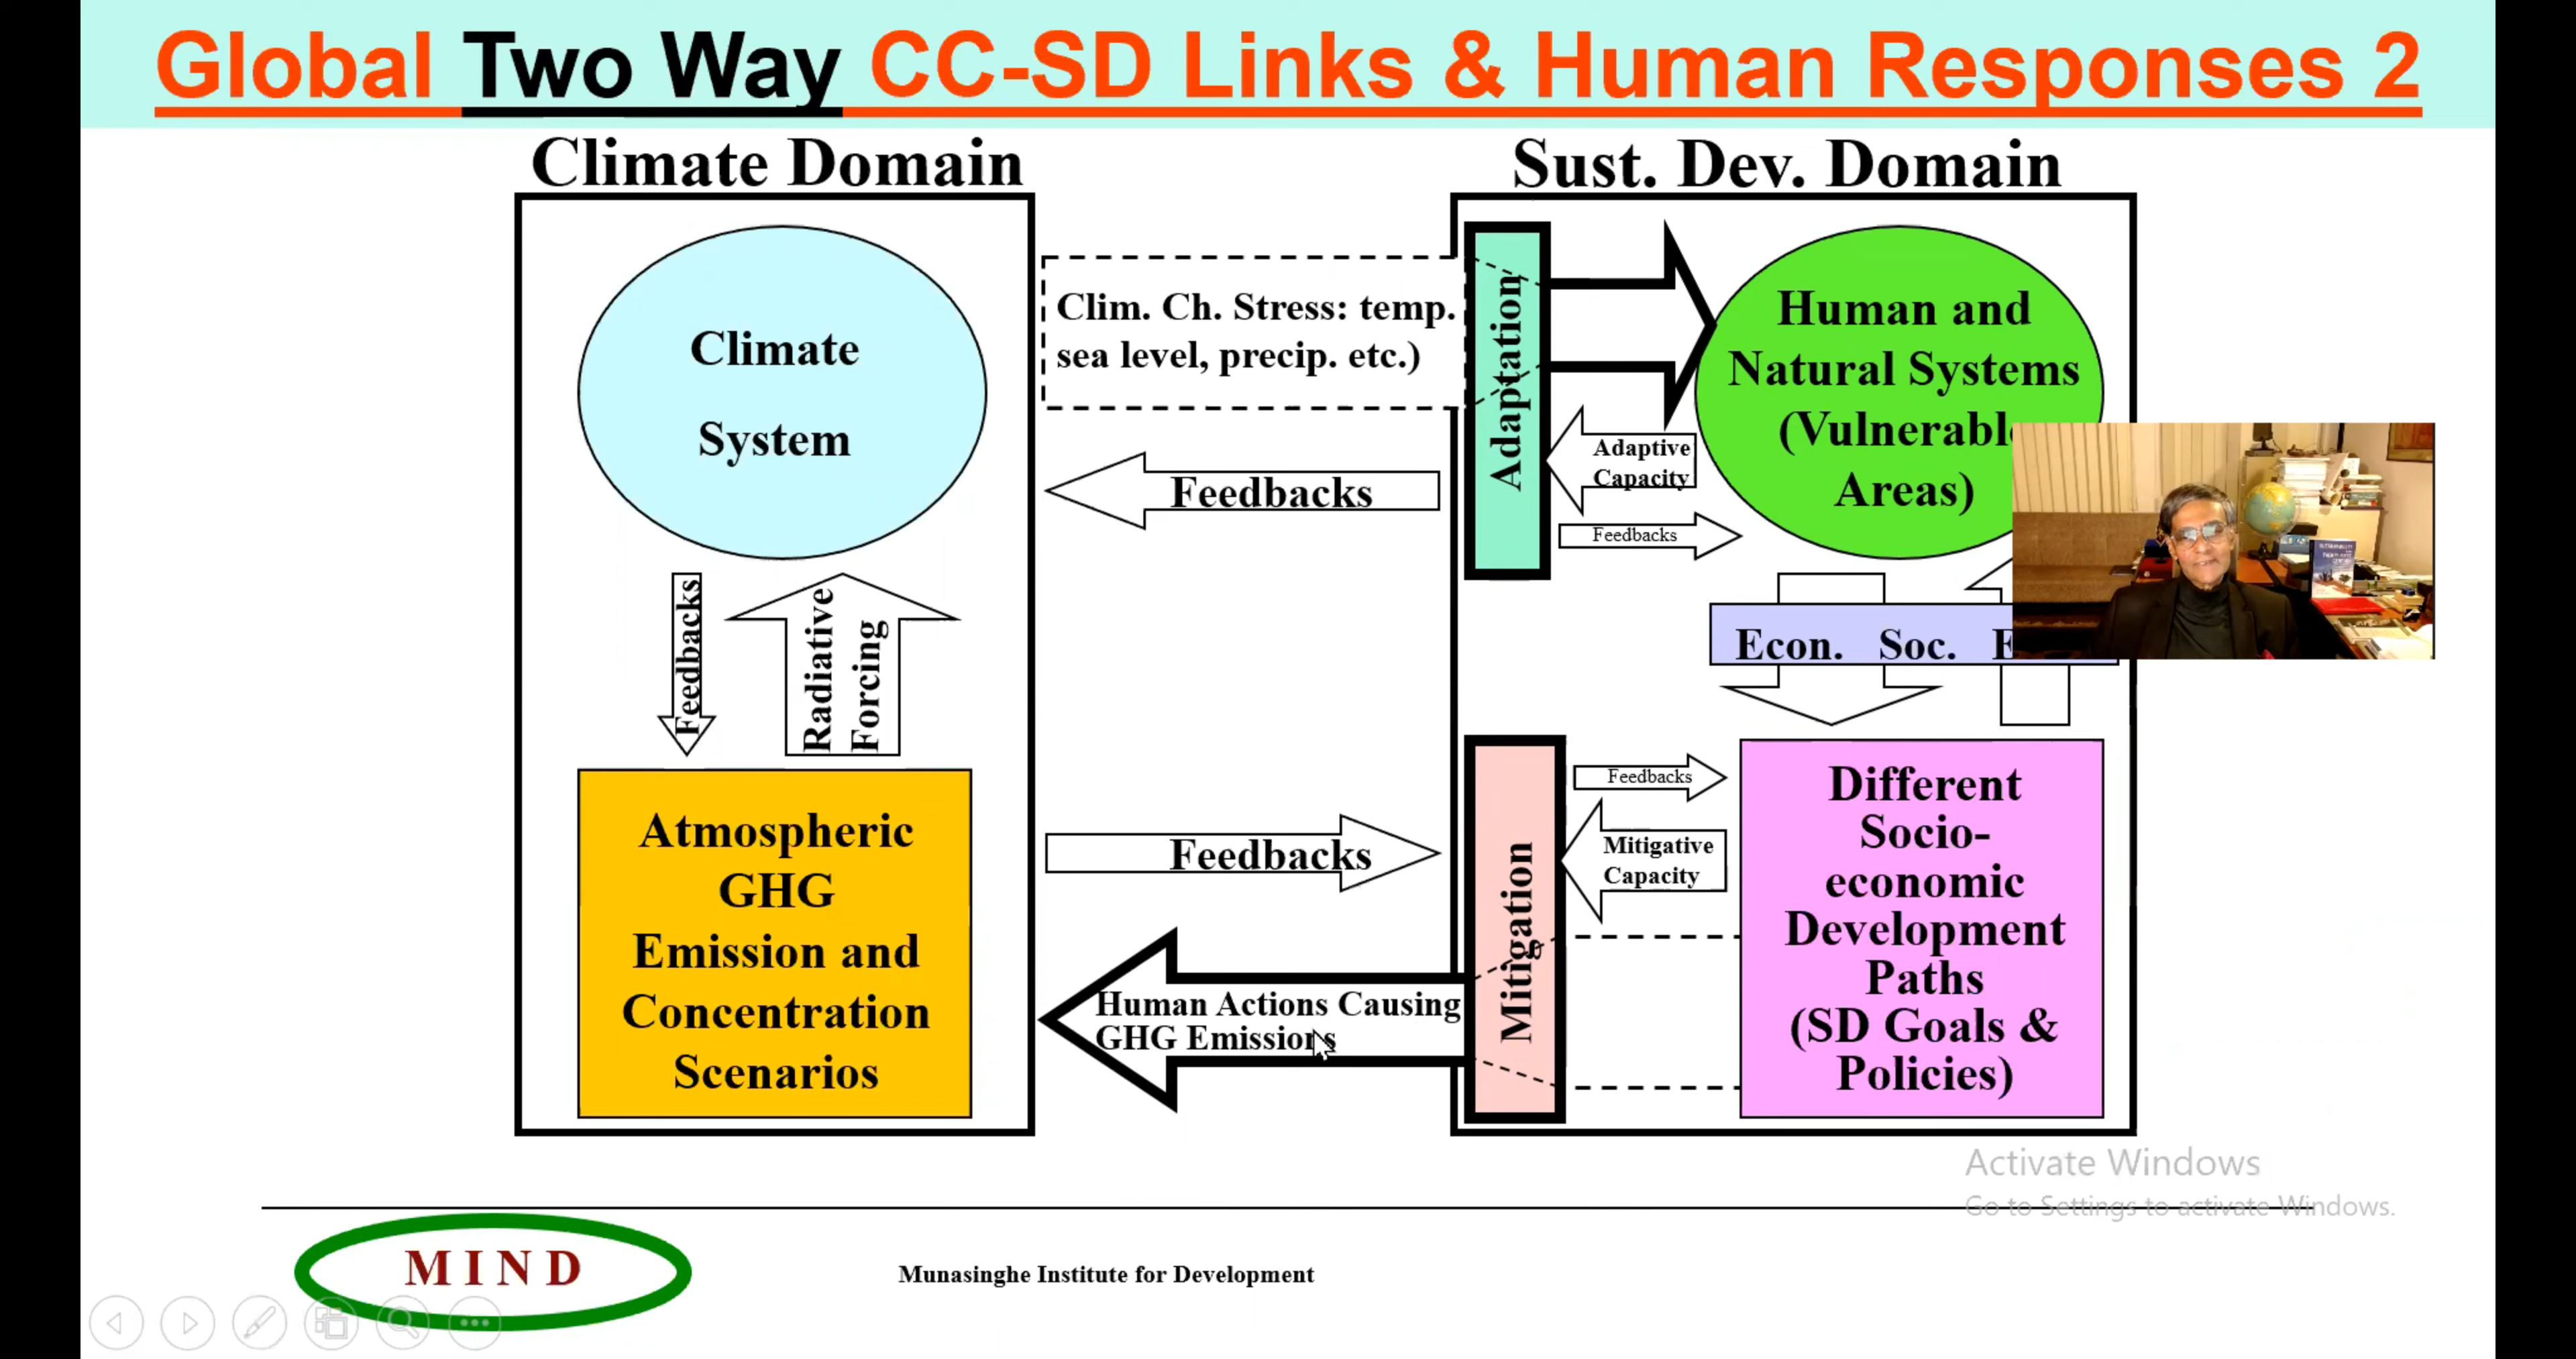 Global Two Way CC-SD Links & Human Responses 2
Climate Domain
Sust. Dev. Domain
Climate
System
Clim. Ch. Stress: temp.
sea level, precip. etc.)
Adaptation
Human and
Natural Systems
(Vulnerable
Areas)
Adaptive
Capacity
Feedbacks
Feedbacks
Feedbacks
Radiative
Forcing
Econ. Soc.
Atmospheric
GHG
Emission and
Concentration
Scenarios
Feedbacks
Human Actions Causing
GHG Emissions
Mitigation
Feedbacks
Mitigative
Capacity
Different
Socio-
economic
Development
Paths
(SD Goals &
Policies)
Activate Windows
Go to Settings to activate Windows.
MIND
Munasinghe Institute for Development